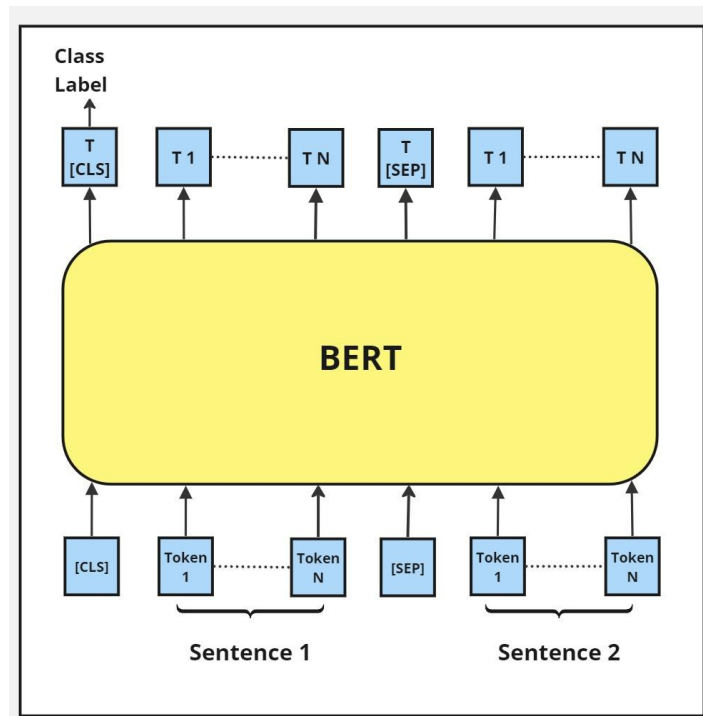 Class
Label
T
[CLS]
T 1
T N
T
[SEP]
T 1
T N
BERT
[CLS]
Token
1
Token
N
[SEP]
Token
1
Token
N
Sentence 1
Sentence 2